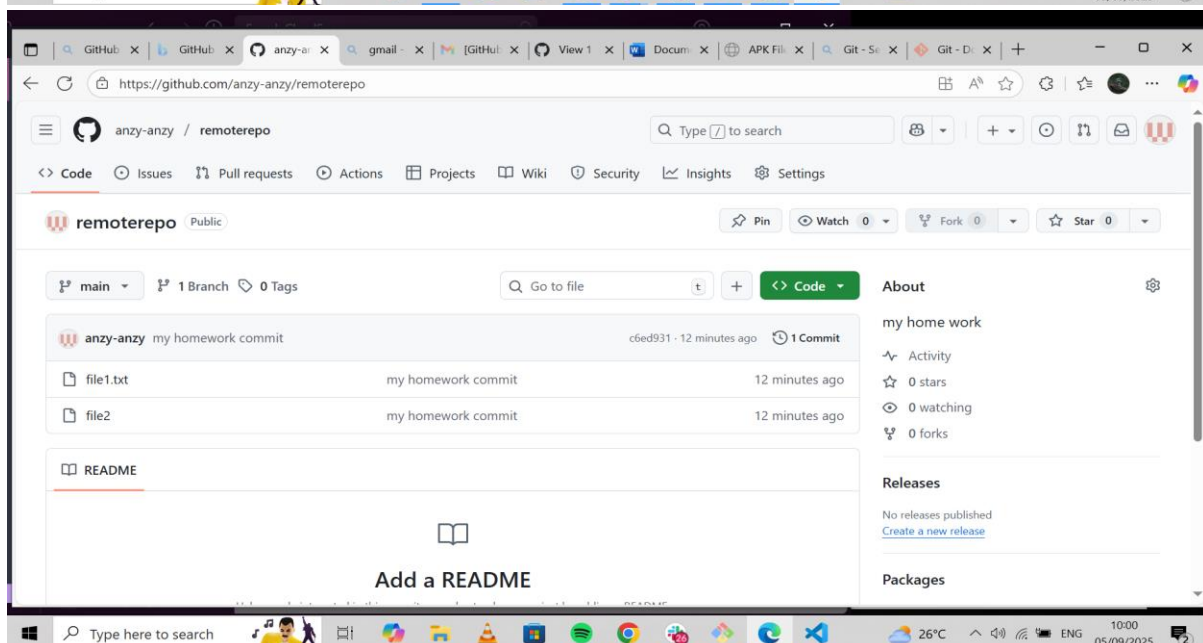 GitHub GitHub anzy-ar gmail - [GitHub View 1 Docum APK File Git - Se Git - Do
https://github.com/anzy-anzy/remoterepo
anzy-anzy / remoterepo Type / to search
Code Issues Pull requests Actions Projects Wiki Security Insights Settings
remoterepo Public Pin Watch 0 Fork 0 Star 0
main 1 Branch 0 Tags Go to file t Code
About
my home work
anzy-anzy my homework commit c6ed931 · 12 minutes ago 1 Commit
Activity
file1.txt my homework commit 12 minutes ago
0 stars
file2 my homework commit 12 minutes ago
0 watching
0 forks
README
Releases
No releases published
Create a new release
Add a README
Packages
Type here to search 26 26°C ENG 10:00
05/09/2025